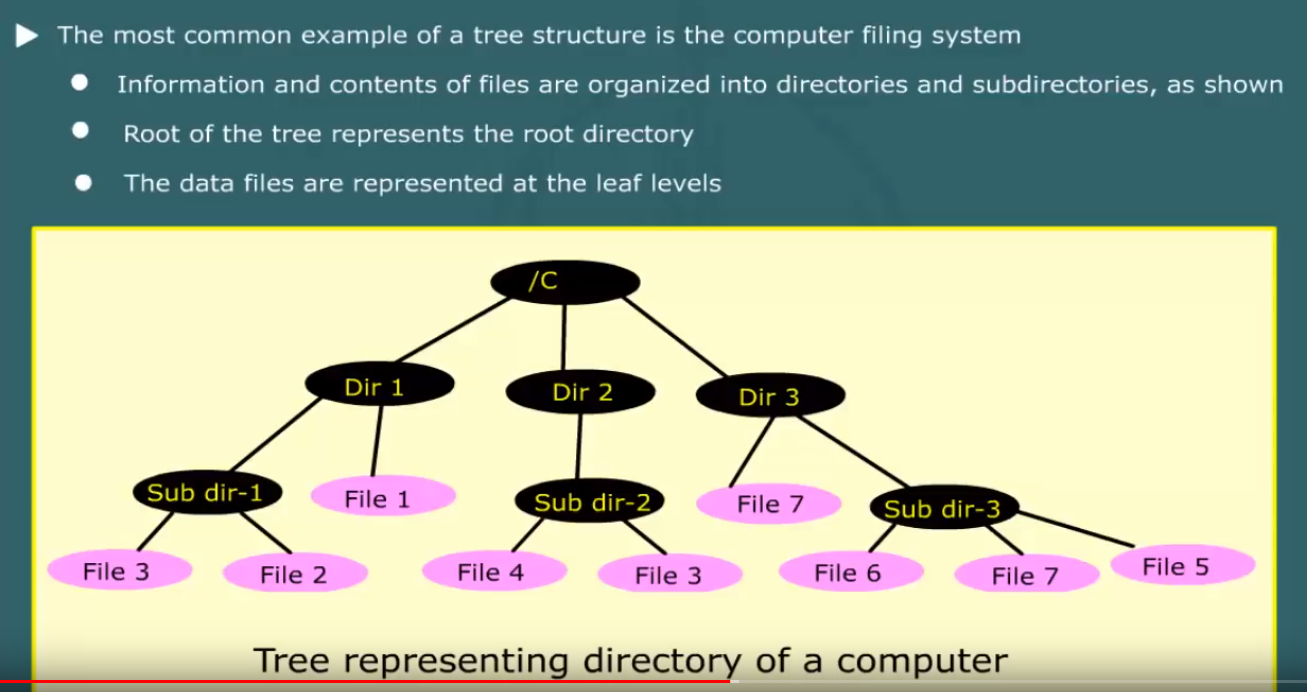 The most common example of a tree structure is the computer filing system
Information and contents of files are organized into directories and subdirectories, as shown
Root of the tree represents the root directory
The data files are represented at the leaf levels
/C
Dir 1
Dir 2
Dir 3
Sub dir-1
File 1
Sub dir-2
File 7
Sub dir-3
File 3
File 2
File 4
File 3
File 6
File 7
File 5
Tree representing directory of a computer